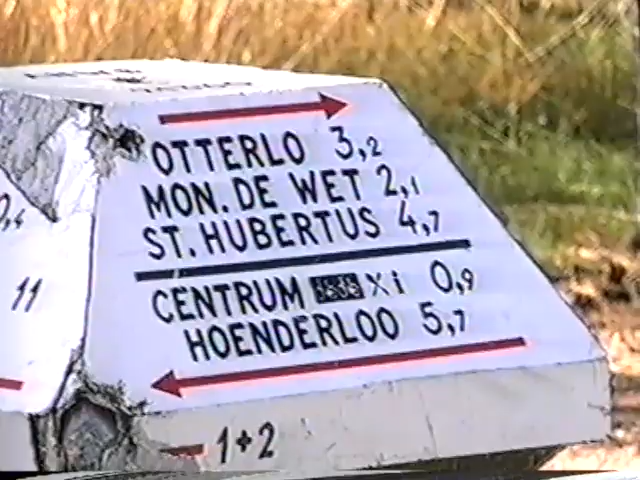 OTTERLO 3,2
MON. DE WET 2,1
ST. HUBERTUS 4,7
CENTRUM X i 0,9
HOENDERLOO 5,7
11
1+2